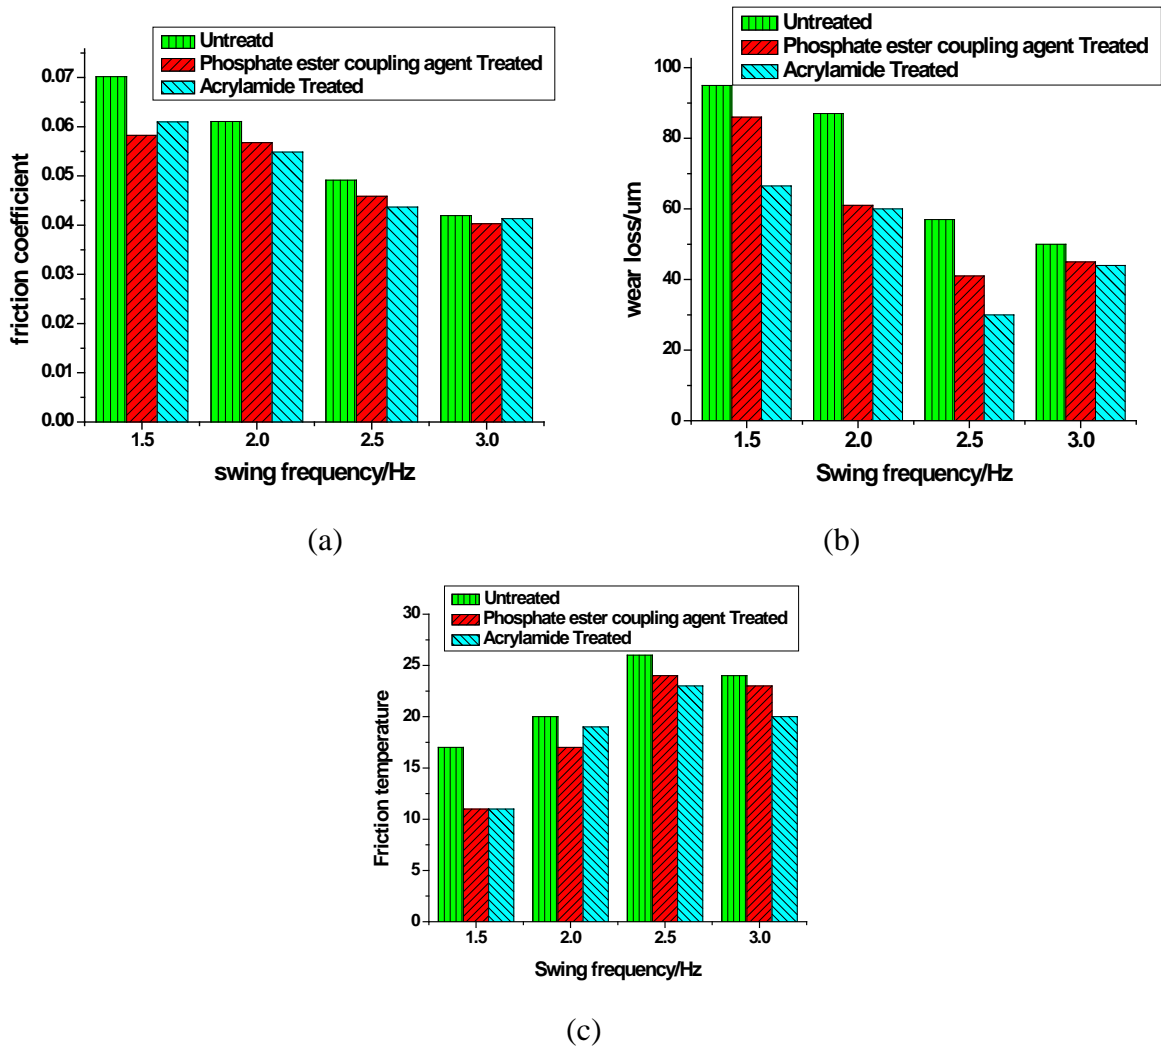 Untreatd
Phosphate ester coupling agent Treated
Acrylamide Treated
0.07
0.06
0.05
0.04
0.03
0.02
0.01
0.00
friction coefficient
1.5 2.0 2.5 3.0
swing frequency/Hz
(a)
Untreated
Phosphate ester coupling agent Treated
Acrylamide Treated
100
80
60
40
20
0
wear loss/um
1.5 2.0 2.5 3.0
Swing frequency/Hz
(b)
Untreated
Phosphate ester coupling agent Treated
Acrylamide Treated
30
25
20
15
10
5
0
Friction temperature
1.5 2.0 2.5 3.0
Swing frequency/Hz
(c)